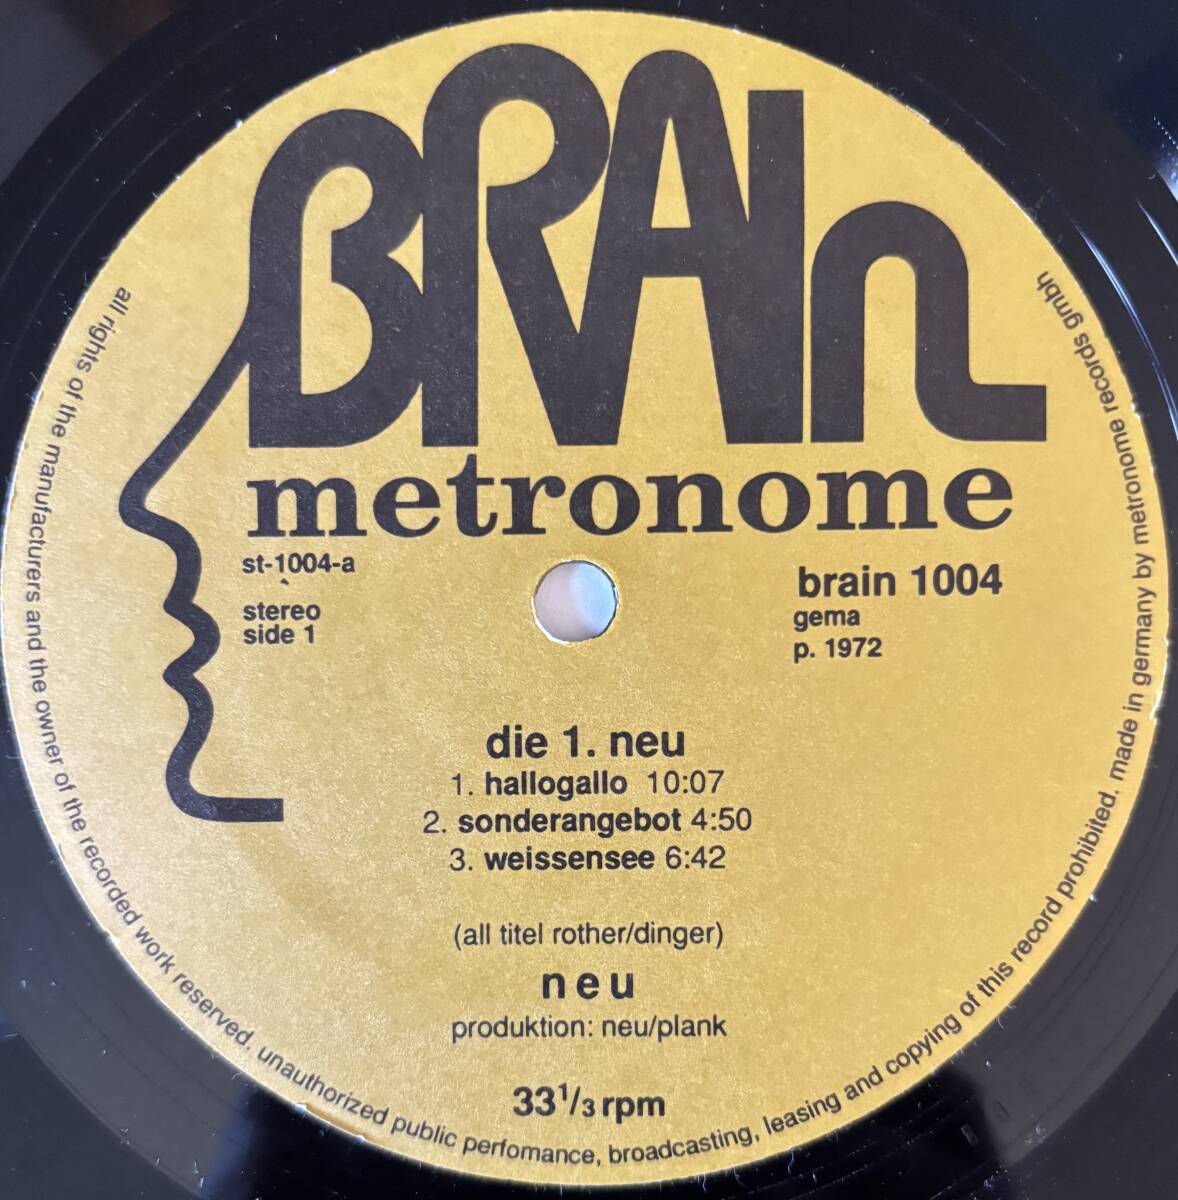 BRAIn
metronome
st-1004-a
stereo
side 1
brain 1004
gema
p. 1972
die 1. neu
1. hallogallo 10:07
2. sonderangebot 4:50
3. weissensee 6:42
(all titel rother/dinger)
neu
produktion: neu/plank
33 1/3 rpm
all rights of the manufacturers and the owner of the recorded work reserved. unauthorized public perfomance, broadcasting, leasing and copying of this record prohibited. made in germany by metronome records gmbh